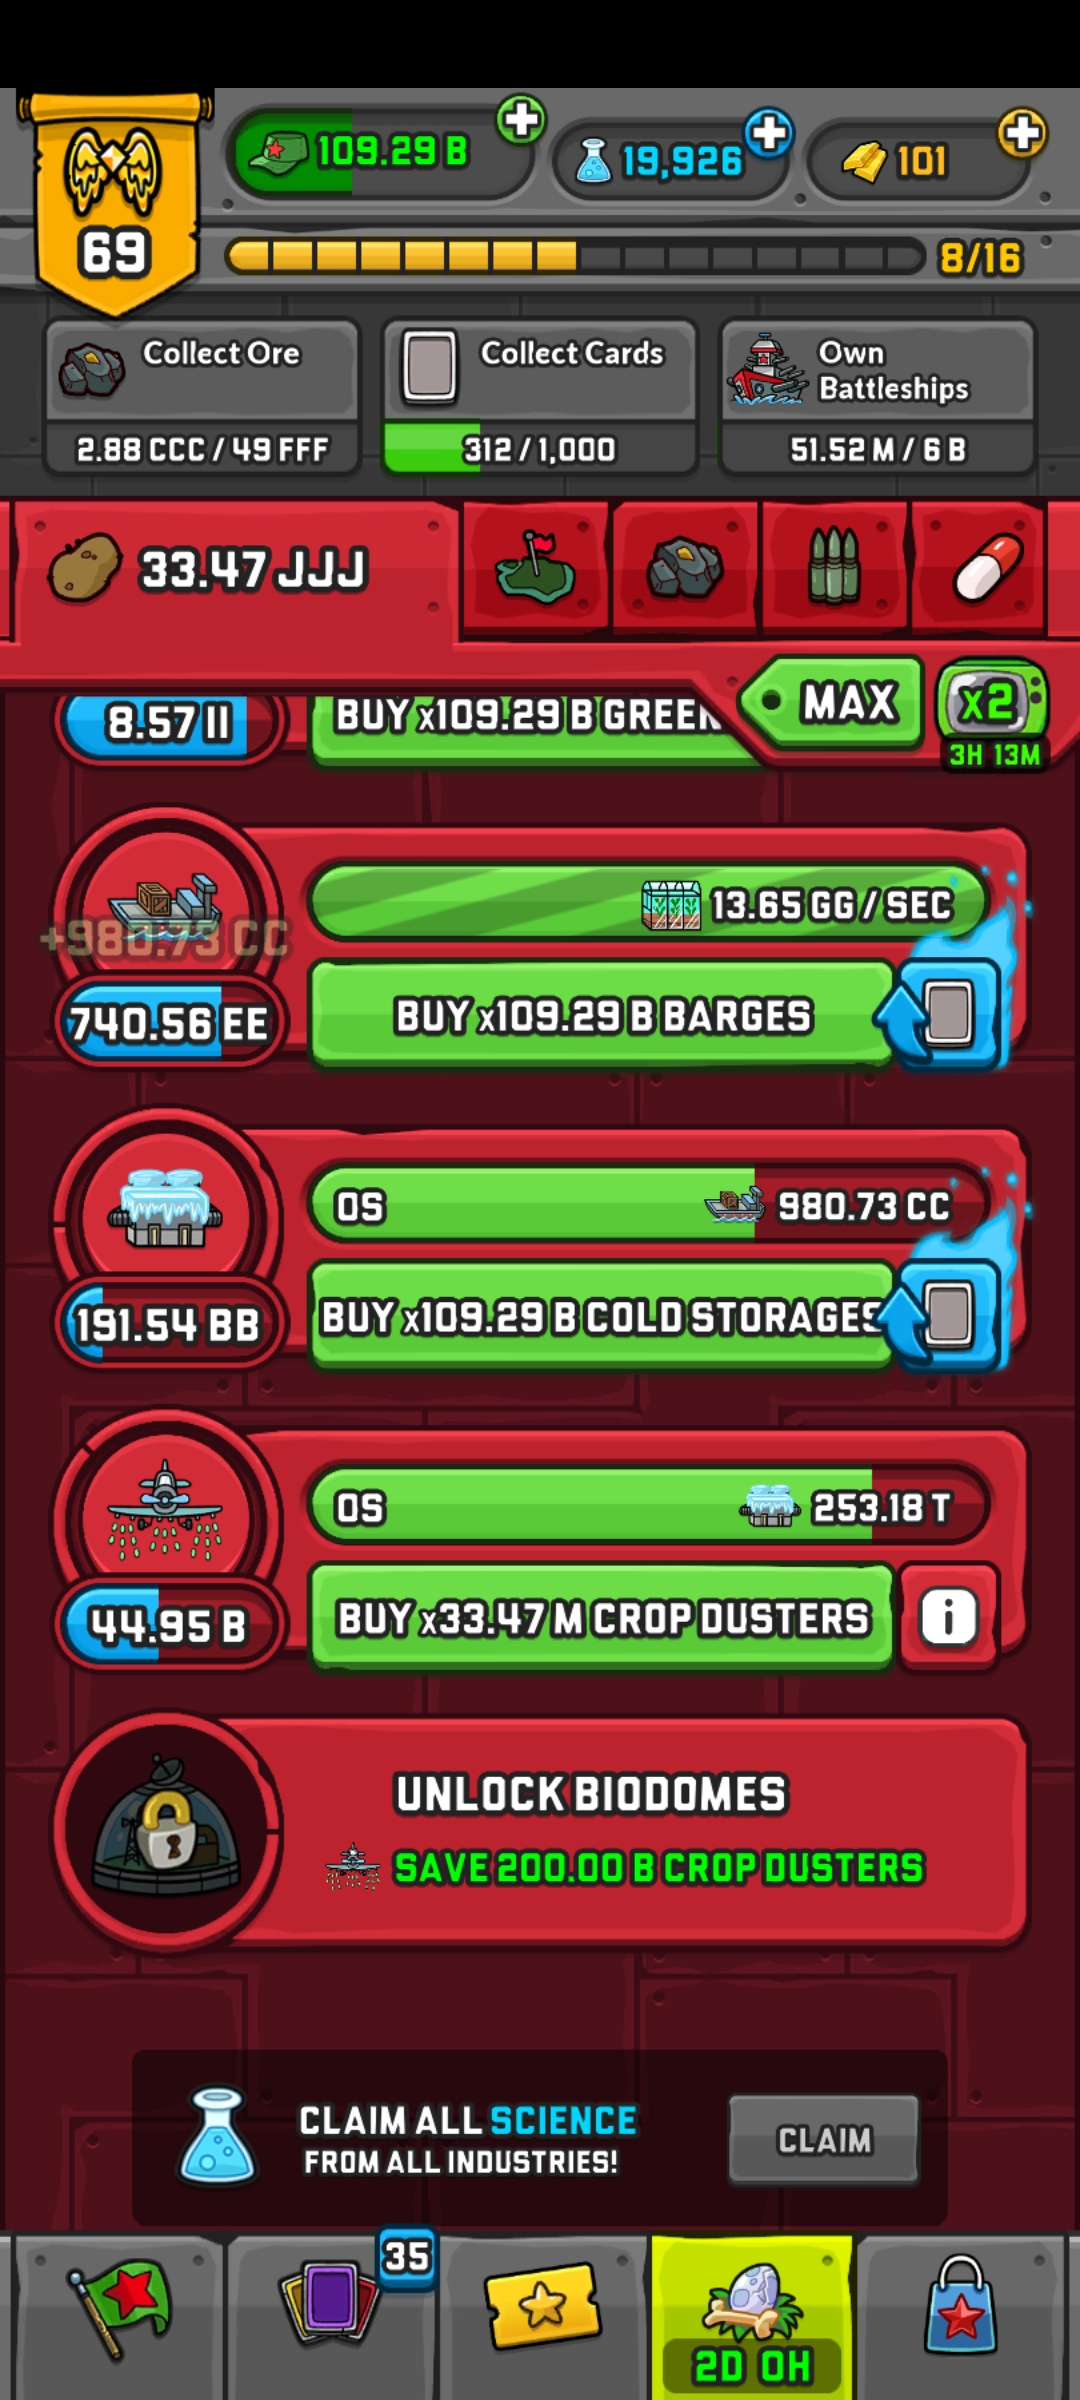 109.29 B
19,926
101
69
8/16
Collect Ore
2.88 CCC / 49 FFF
Collect Cards
312 / 1,000
Own
Battleships
51.52 M / 6 B
33.47 JJJ
MAX
x2
3H 13M
8.57 II
BUY x109.29 B GREEN
13.65 GG / SEC
+980.73 CC
740.56 EE
BUY x109.29 B BARGES
0S
980.73 CC
191.54 BB
BUY x109.29 B COLD STORAGES
0S
253.18 T
44.95 B
BUY x33.47 M CROP DUSTERS
i
UNLOCK BIODOMES
SAVE 200.00 B CROP DUSTERS
CLAIM ALL SCIENCE
FROM ALL INDUSTRIES!
CLAIM
35
2D 0H